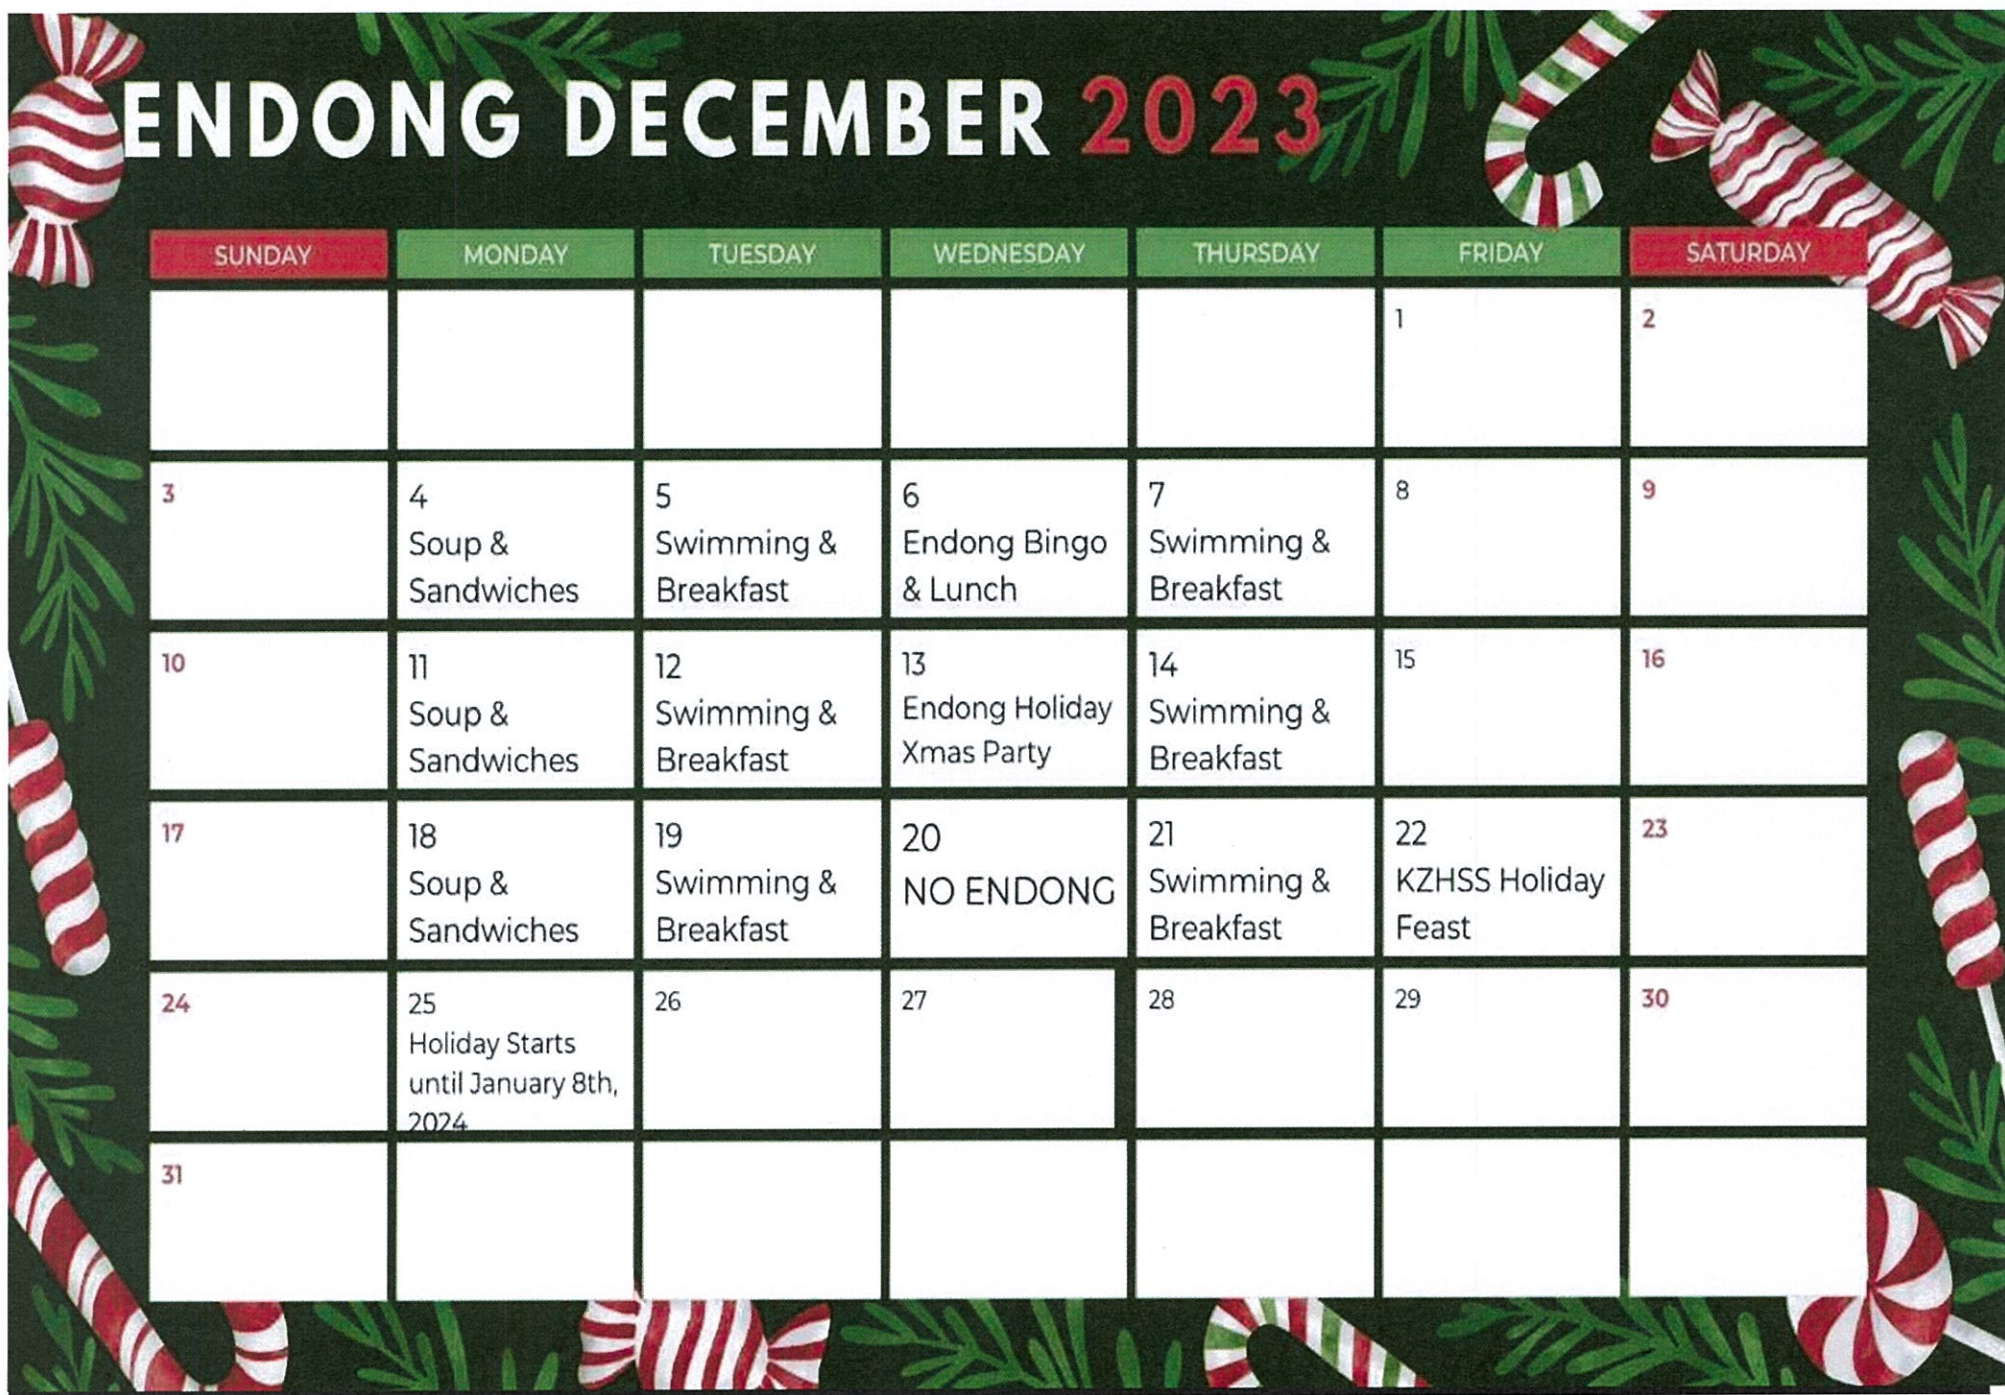 ENDONG DECEMBER 2023
SUNDAY MONDAY TUESDAY WEDNESDAY THURSDAY FRIDAY SATURDAY
1
2
3
4
Soup &
Sandwiches
5
Swimming &
Breakfast
6
Endong Bingo
& Lunch
7
Swimming &
Breakfast
8
9
10
11
Soup &
Sandwiches
12
Swimming &
Breakfast
13
Endong Holiday
Xmas Party
14
Swimming &
Breakfast
15
16
17
18
Soup &
Sandwiches
19
Swimming &
Breakfast
20
NO ENDONG
21
Swimming &
Breakfast
22
KZHSS Holiday
Feast
23
24
25
Holiday Starts
until January 8th,
2024
26
27
28
29
30
31